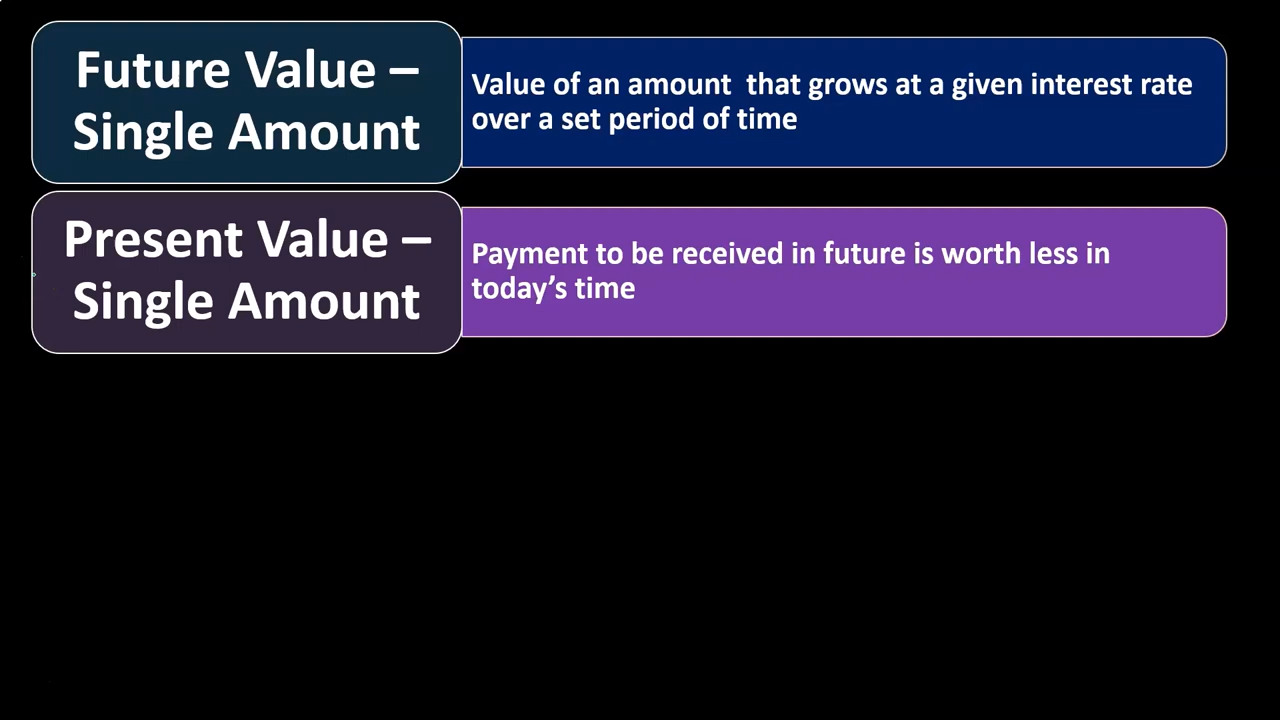 Future Value –
Single Amount
Value of an amount  that grows at a given interest rate
over a set period of time
Present Value –
Single Amount
Payment to be received in future is worth less in
today’s time